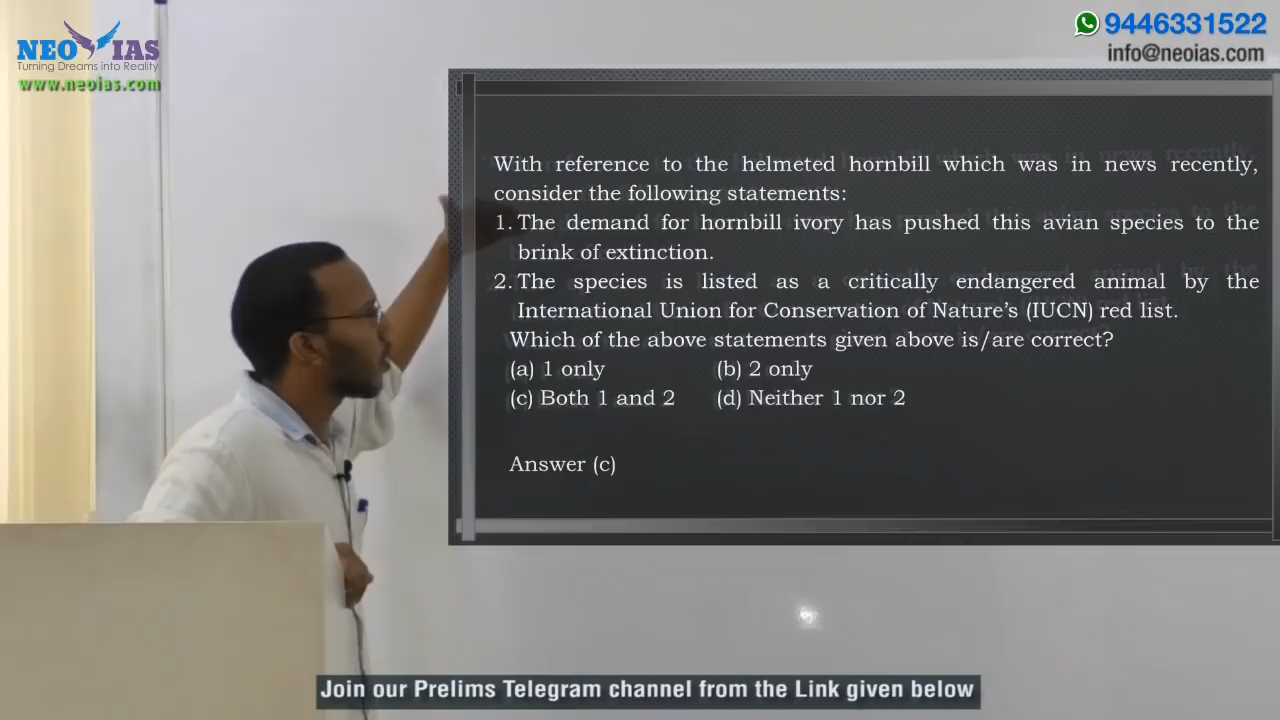 NEO IAS
Turning Dreams into Reality
www.neoias.com
9446331522
info@neoias.com
With reference to the helmeted hornbill which was in news recently,
consider the following statements:
1. The demand for hornbill ivory has pushed this avian species to the
brink of extinction.
2. The species is listed as a critically endangered animal by the
International Union for Conservation of Nature's (IUCN) red list.
Which of the above statements given above is/are correct?
(a) 1 only (b) 2 only
(c) Both 1 and 2 (d) Neither 1 nor 2
Answer (c)
Join our Prelims Telegram channel from the Link given below